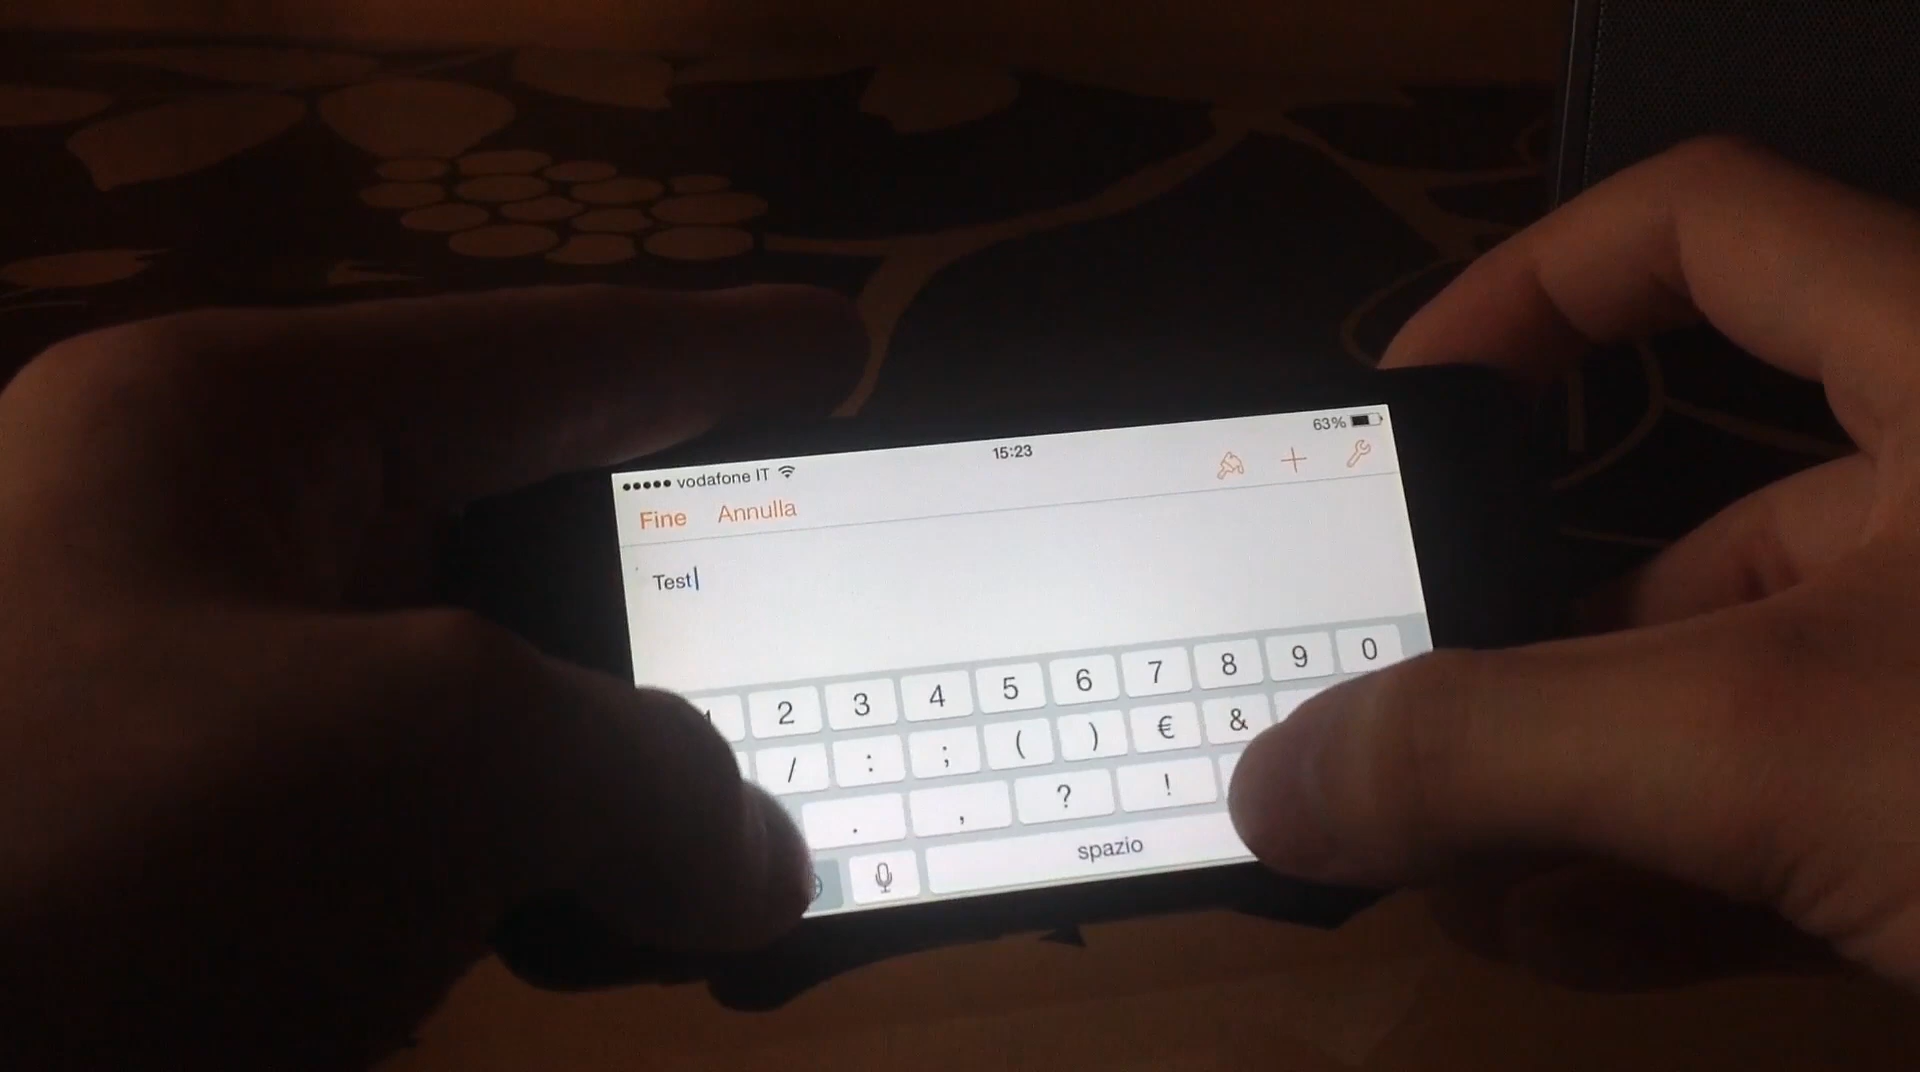 vodafone IT 15:23 63%
Fine Annulla
Test
2 3 4 5 6 7 8 9 0
/ : ; ( ) € &
. , ? !
spazio